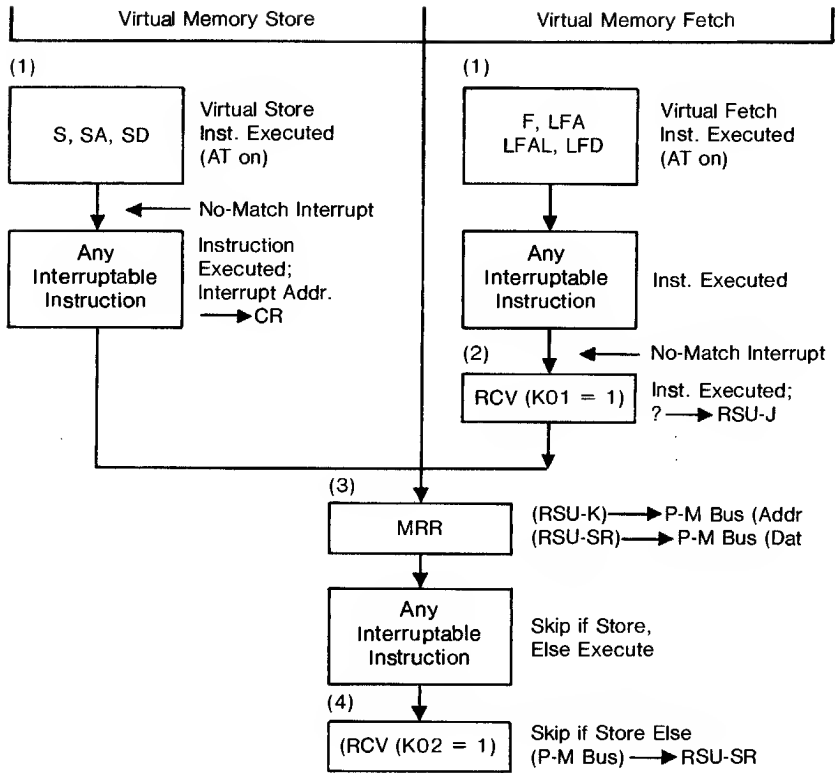 Virtual Memory Store
Virtual Memory Fetch
(1)
S, SA, SD
Virtual Store
Inst. Executed
(AT on)
No-Match Interrupt
Any
Interruptable
Instruction
Instruction
Executed;
Interrupt Addr.
→ CR
(1)
F, LFA
LFAL, LFD
Virtual Fetch
Inst. Executed
(AT on)
Any
Interruptable
Instruction
Inst. Executed
No-Match Interrupt
(2)
RCV (K01 = 1)
Inst. Executed;
? → RSU-J
(3)
MRR
(RSU-K) → P-M Bus (Addr
(RSU-SR) → P-M Bus (Dat
Any
Interruptable
Instruction
Skip if Store,
Else Execute
(4)
(RCV (K02 = 1)
Skip if Store Else
(P-M Bus) → RSU-SR